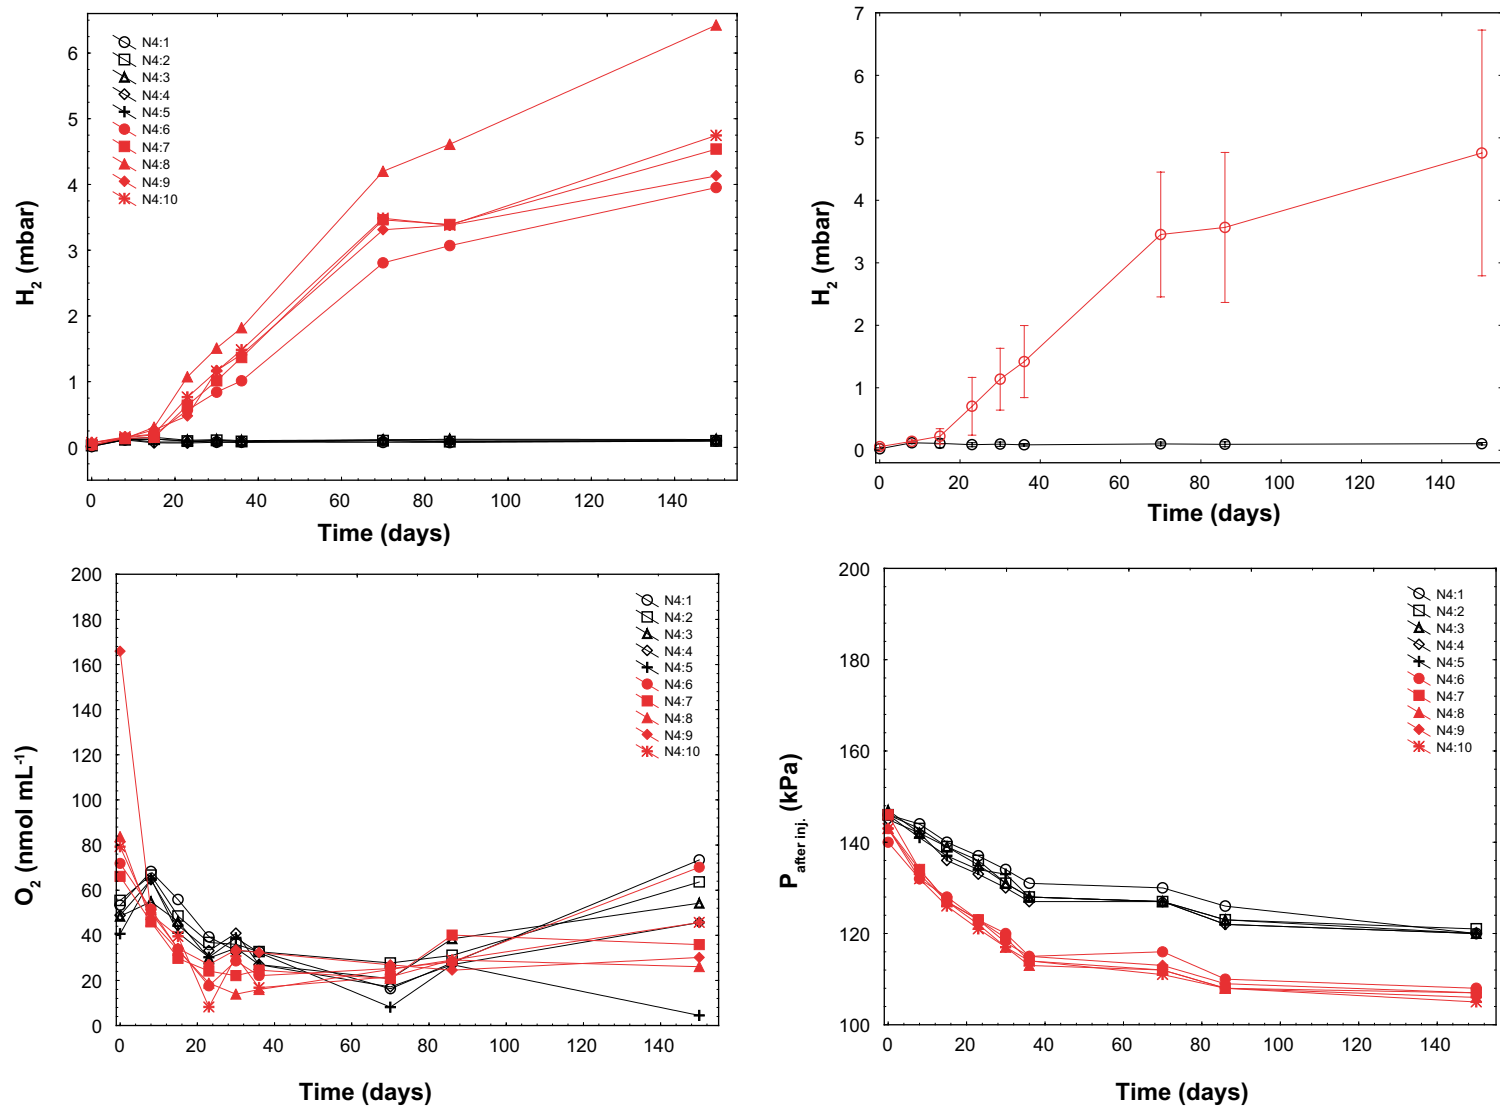 H2 (mbar)
6
5
4
3
2
1
0
N4:1
N4:2
N4:3
N4:4
N4:5
N4:6
N4:7
N4:8
N4:9
N4:10
0 20 40 60 80 100 120 140
Time (days)
H2 (mbar)
7
6
5
4
3
2
1
0
0 20 40 60 80 100 120 140
Time (days)
O2 (nmol mL-1)
200
180
160
140
120
100
80
60
40
20
0
N4:1
N4:2
N4:3
N4:4
N4:5
N4:6
N4:7
N4:8
N4:9
N4:10
0 20 40 60 80 100 120 140
Time (days)
Pafter inj. (kPa)
200
180
160
140
120
100
N4:1
N4:2
N4:3
N4:4
N4:5
N4:6
N4:7
N4:8
N4:9
N4:10
0 20 40 60 80 100 120 140
Time (days)